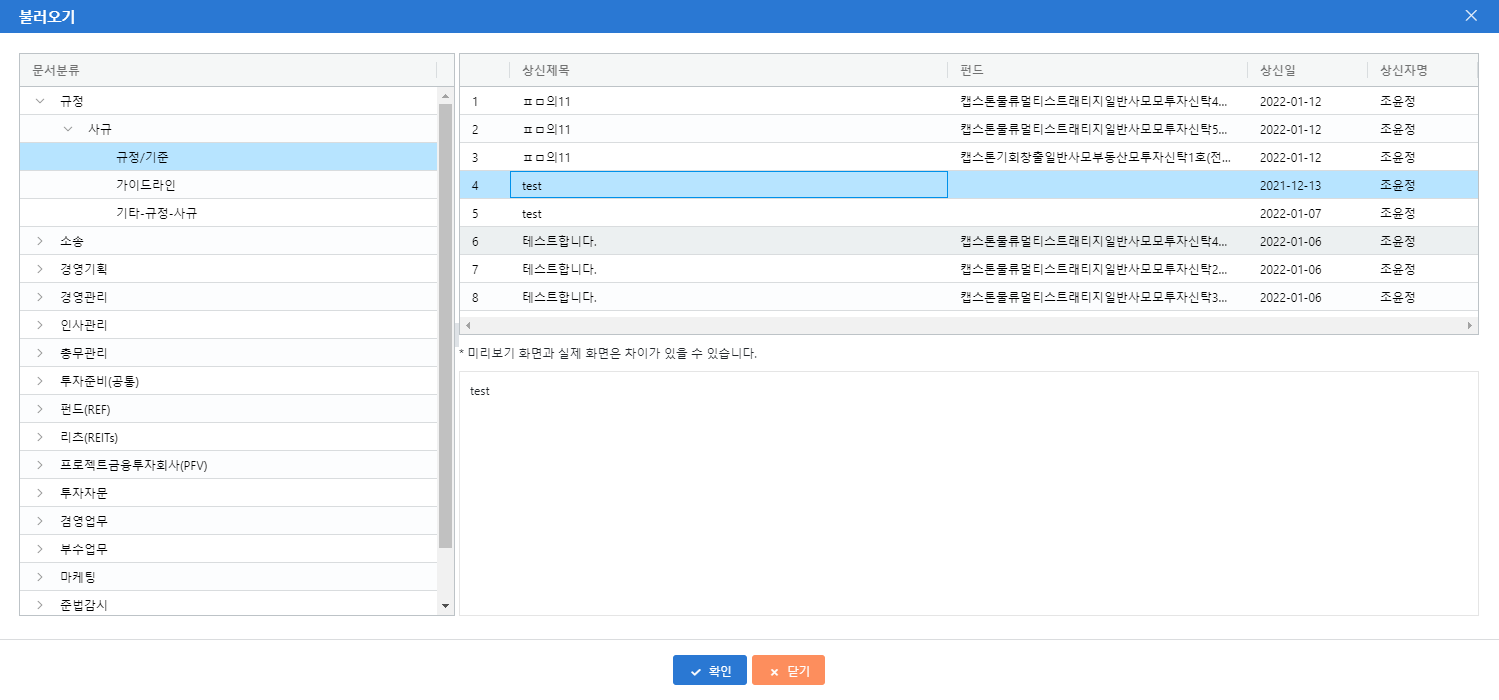 불러오기
문서분류
규정
사규
규정/기준
가이드라인
기타-규정-사규
소송
경영기획
경영관리
인사관리
총무관리
투자준비(공통)
펀드(REF)
리츠(REITs)
프로젝트금융투자회사(PFV)
투자자문
겸영업무
부수업무
마케팅
준법감시
상신제목 펀드 상신일 상신자명
1 ㅍㅁ의11 캡스톤물류멀티스트래티지일반사모모투자신탁4... 2022-01-12 조윤정
2 ㅍㅁ의11 캡스톤물류멀티스트래티지일반사모모투자신탁5... 2022-01-12 조윤정
3 ㅍㅁ의11 캡스톤기회창출일반사모부동산모투자신탁1호(전... 2022-01-12 조윤정
4 test 2021-12-13 조윤정
5 test 2022-01-07 조윤정
6 테스트합니다. 캡스톤물류멀티스트래티지일반사모모투자신탁4... 2022-01-06 조윤정
7 테스트합니다. 캡스톤물류멀티스트래티지일반사모모투자신탁2... 2022-01-06 조윤정
8 테스트합니다. 캡스톤물류멀티스트래티지일반사모모투자신탁3... 2022-01-06 조윤정
* 미리보기 화면과 실제 화면은 차이가 있을 수 있습니다.
test
확인 닫기